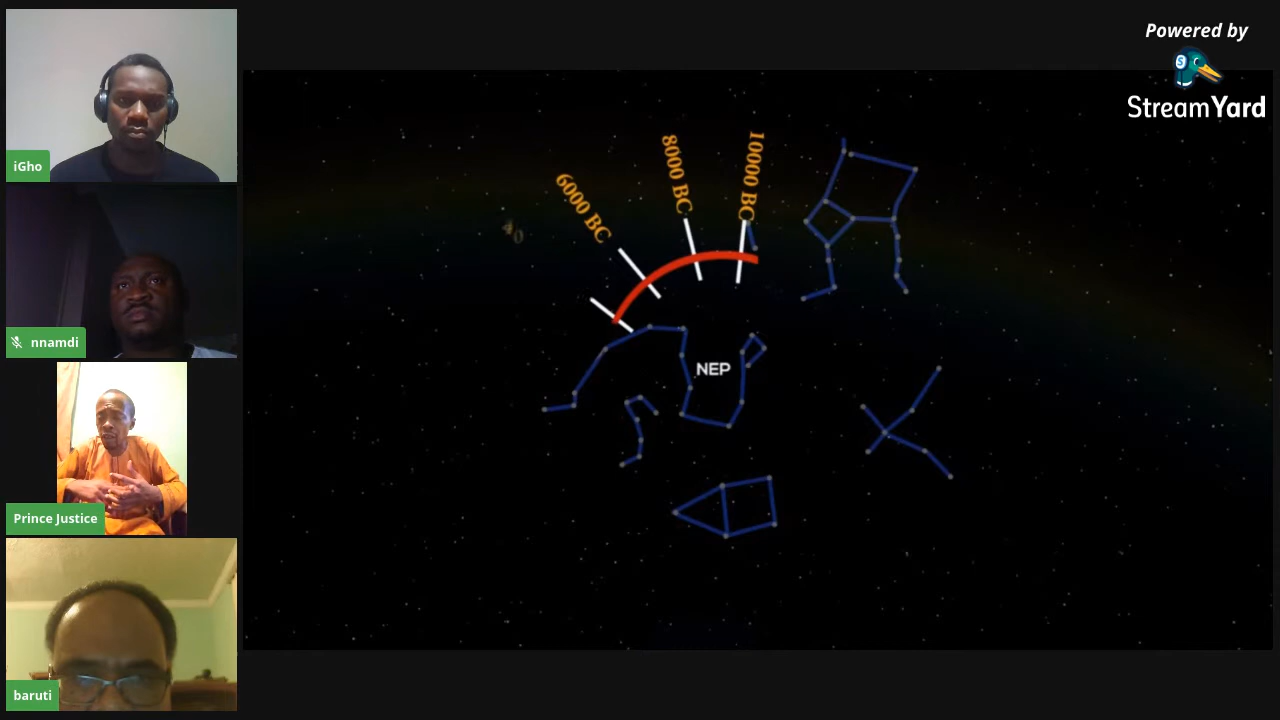 Powered by
StreamYard
iGho
nnamdi
Prince Justice
baruti
6000 BC
8000 BC
10000 BC
NEP